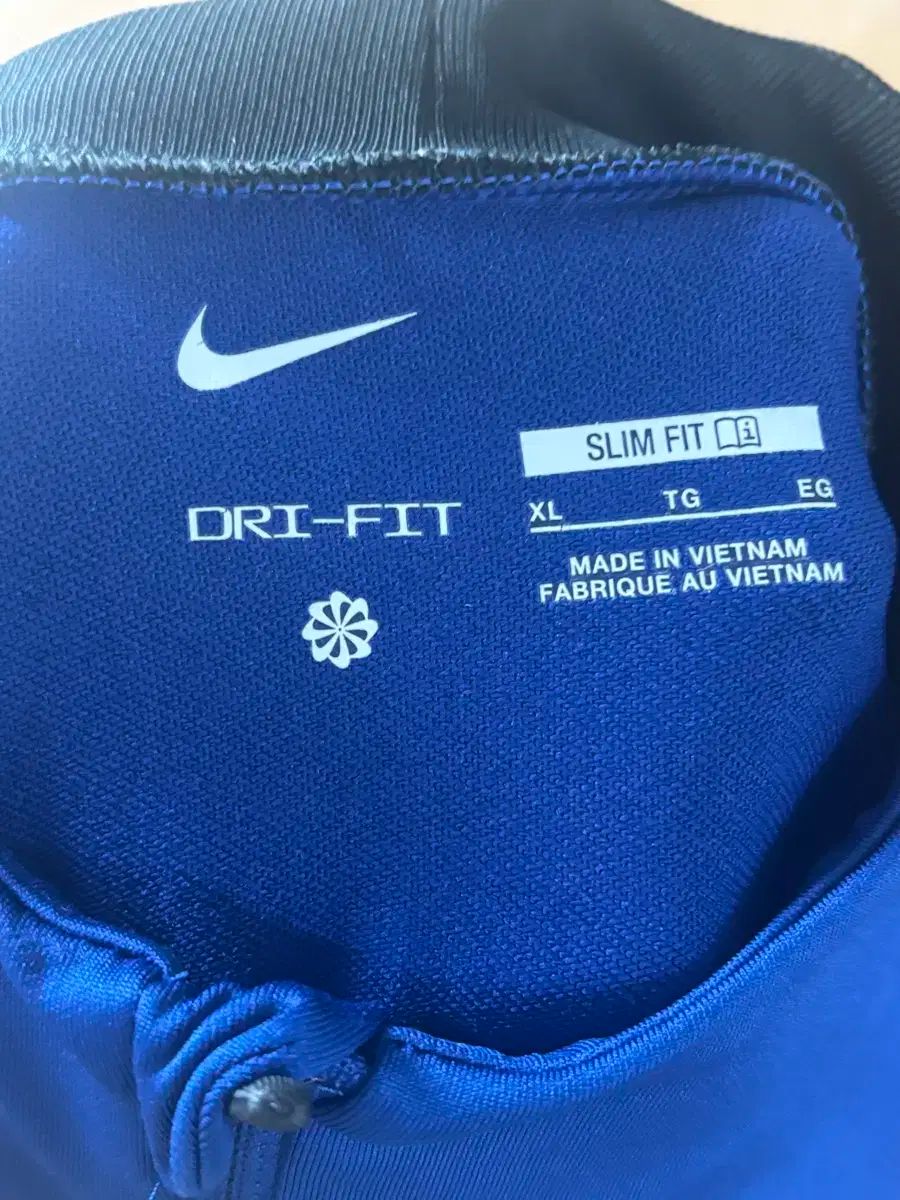 DRI-FIT
SLIM FIT
XL TG EG
MADE IN VIETNAM
FABRIQUE AU VIETNAM